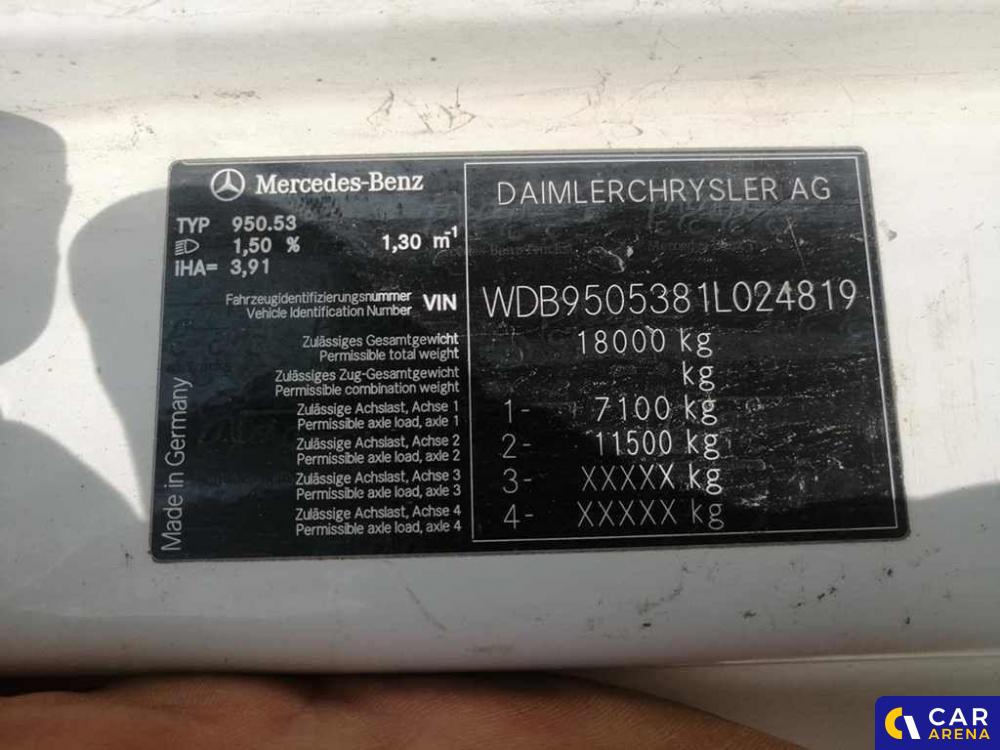 Mercedes-Benz
DAIMLERCHRYSLER AG
TYP 950.53
1,50 % 1,30 m-1
iHA= 3,91
Fahrzeugidentifizierungsnummer
Vehicle Identification Number VIN WDB9505381L024819
Zulässiges Gesamtgewicht
Permissible total weight 18000 kg
Zulässiges Zug-Gesamtgewicht
Permissible combination weight kg
Zulässige Achslast, Achse 1
Permissible axle load, axle 1 1- 7100 kg
Zulässige Achslast, Achse 2
Permissible axle load, axle 2 2- 11500 kg
Zulässige Achslast, Achse 3
Permissible axle load, axle 3 3- XXXXX kg
Zulässige Achslast, Achse 4
Permissible axle load, axle 4 4- XXXXX kg
Made in Germany
CAR
ARENA